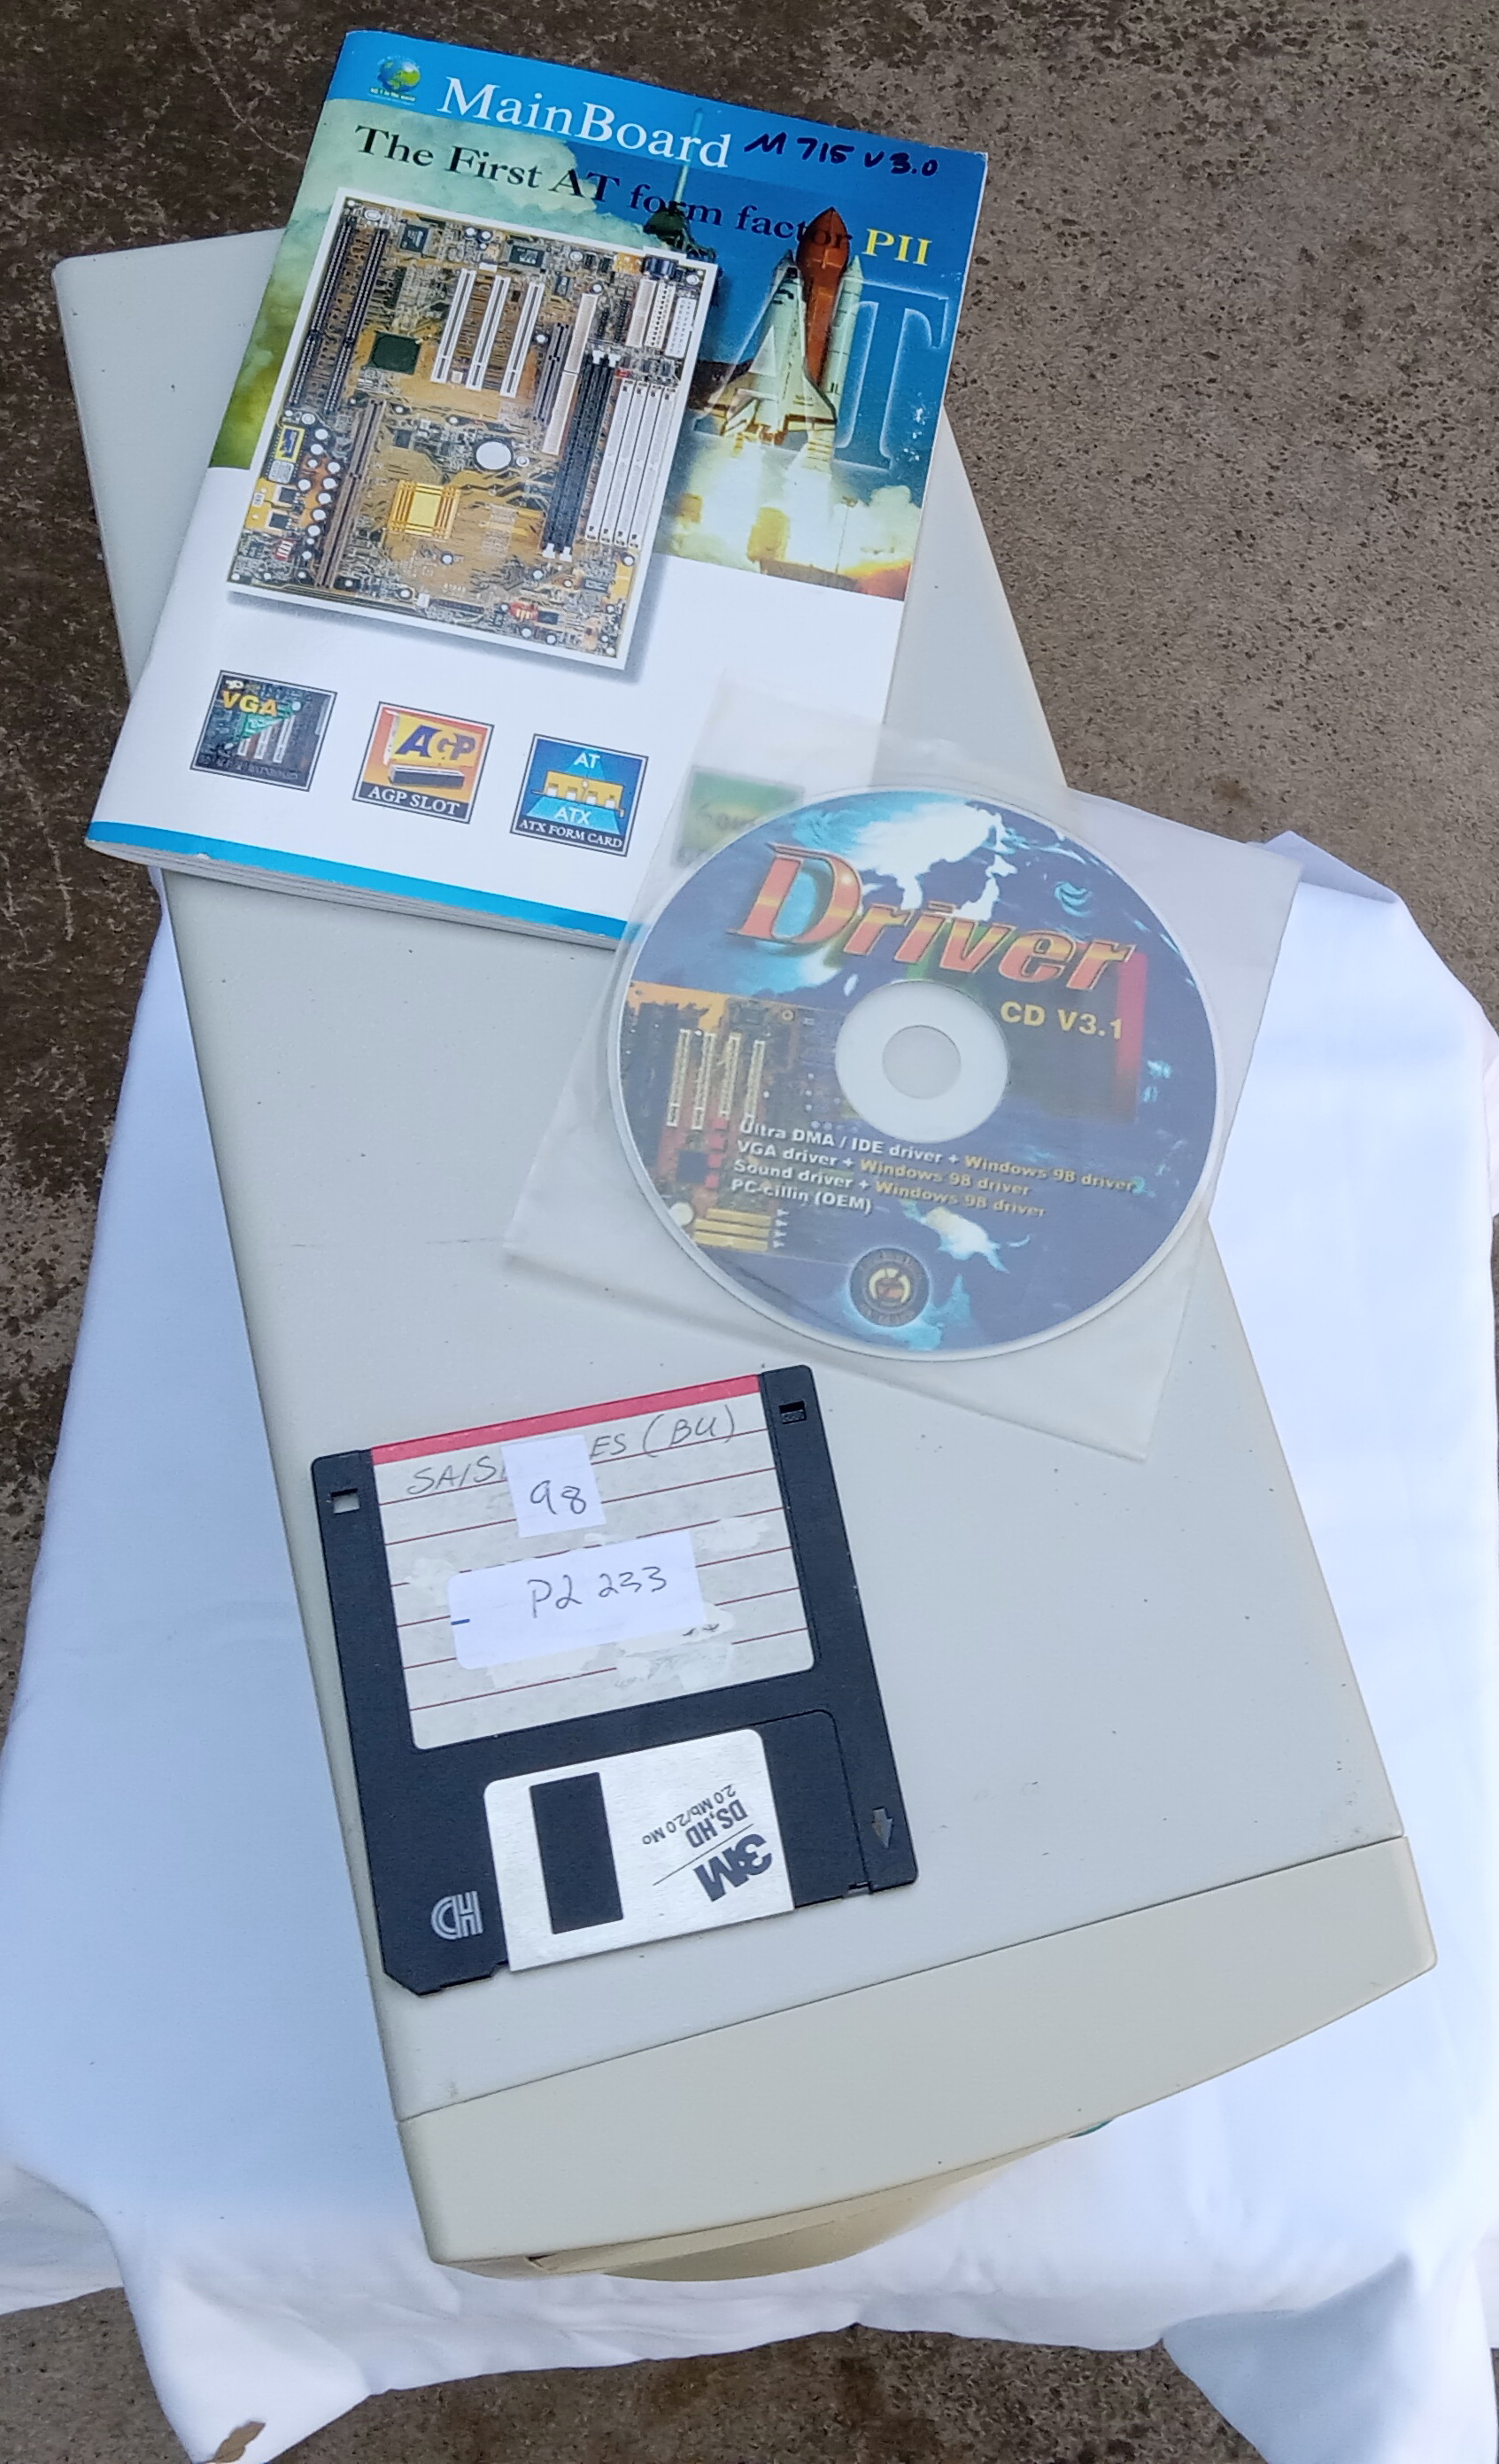 MainBoard M715 V3.0
The First AT form factor PII
AT
VGA
AGP
AGP SLOT
AT
ATX
ATX FORM CARD
Driver
CD V3.1
Ultra DMA / IDE driver + Windows 98 driver
VGA driver + Windows 98 driver
Sound driver + Windows 98 driver
PC-cillin (OEM)
ES (BU)
98
P2 233
3M
DS, HD
2.0 Mb/2.0 Mo
HD